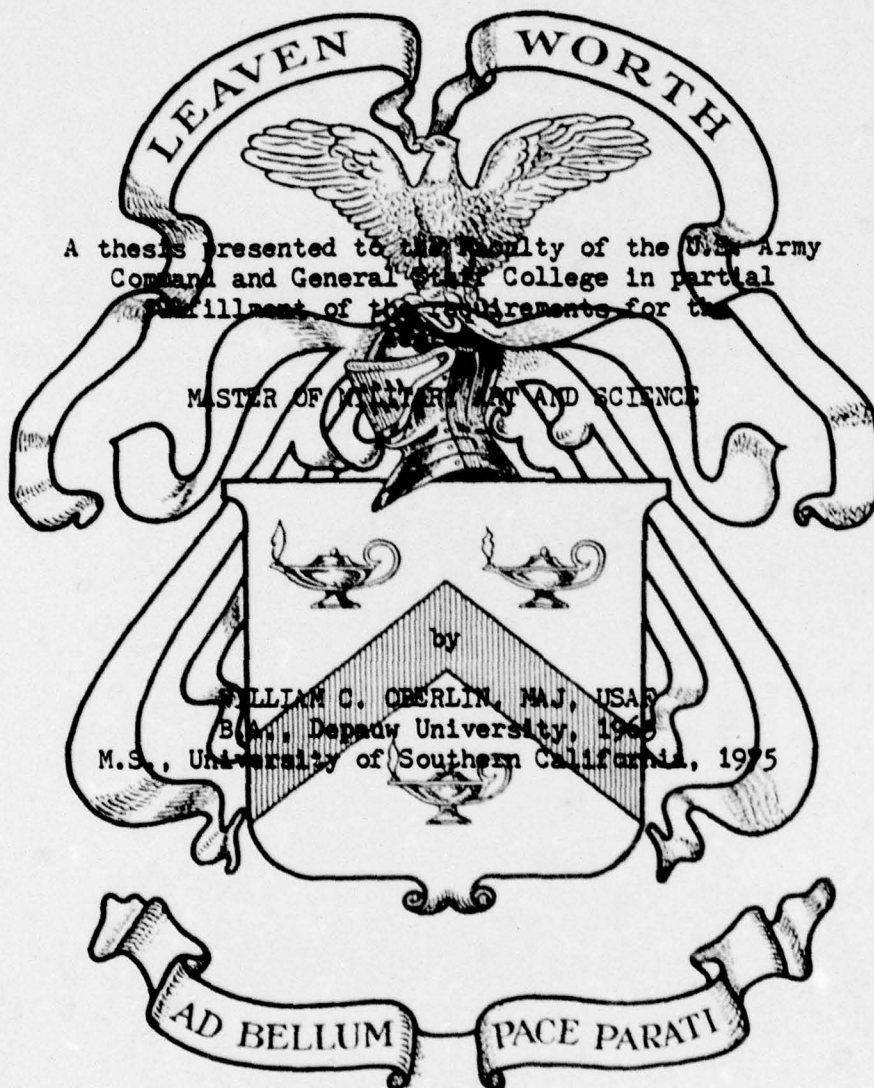 LEAVEN WORTH
A thesis presented to the Faculty of the U.S. Army
Command and General Staff College in partial
fulfillment of the requirements for the
MASTER OF MILITARY ART AND SCIENCE
by
WILLIAM C. OBERLIN, MAJ, USAF
B.A., Depauw University,
M.S., University of Southern California, 1975
AD BELLUM PACE PARATI